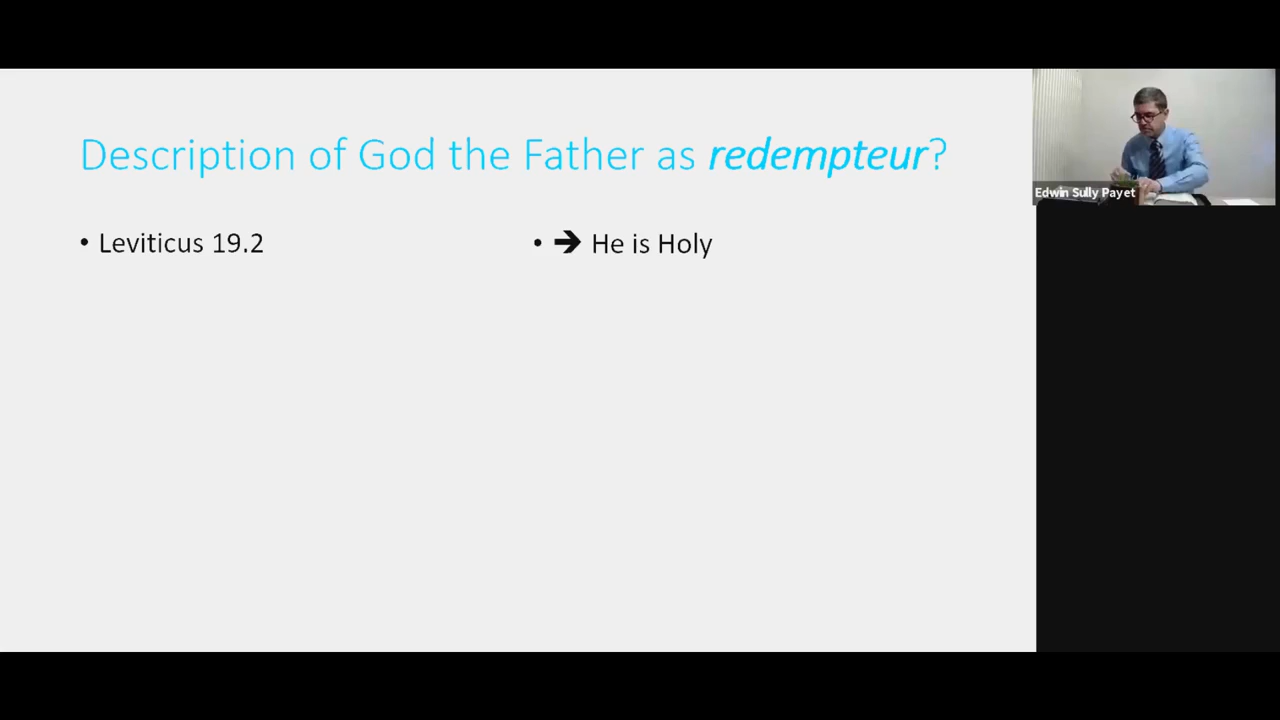 Description of God the Father as redempteur?
• Leviticus 19.2
• ➔ He is Holy
Edwin Sully Payet